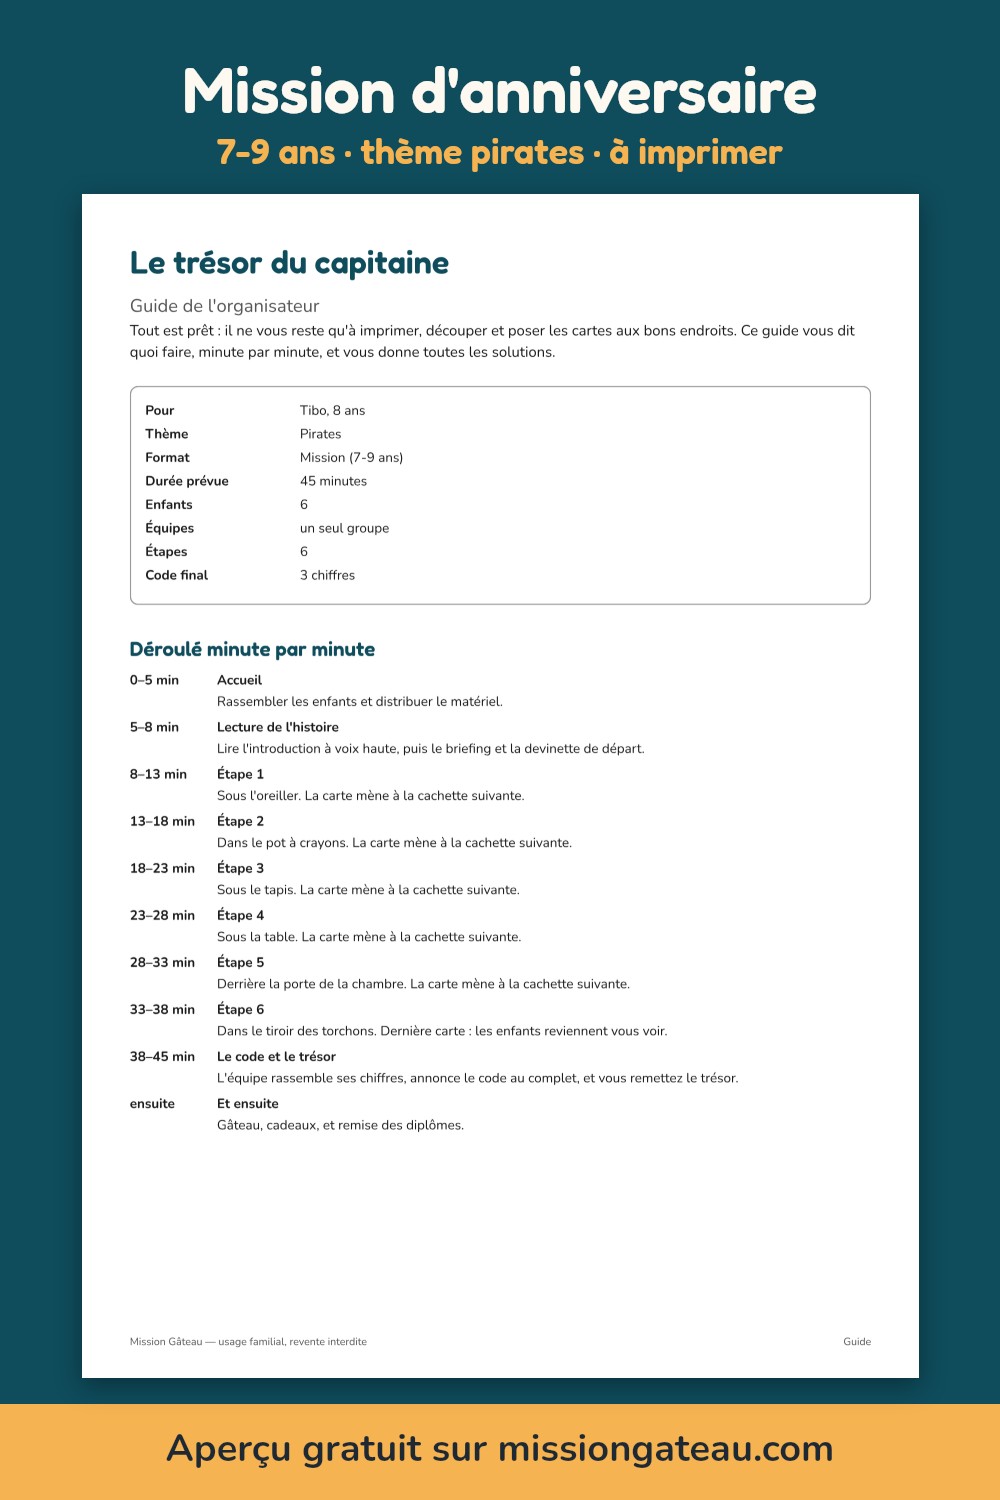 Mission d'anniversaire
7-9 ans · thème pirates · à imprimer
Le trésor du capitaine
Guide de l'organisateur
Tout est prêt : il ne vous reste qu'à imprimer, découper et poser les cartes aux bons endroits. Ce guide vous dit
quoi faire, minute par minute, et vous donne toutes les solutions.
Pour Tibo, 8 ans
Thème Pirates
Format Mission (7-9 ans)
Durée prévue 45 minutes
Enfants 6
Équipes un seul groupe
Étapes 6
Code final 3 chiffres
Déroulé minute par minute
0–5 min Accueil
Rassembler les enfants et distribuer le matériel.
5–8 min Lecture de l'histoire
Lire l'introduction à voix haute, puis le briefing et la devinette de départ.
8–13 min Étape 1
Sous l'oreiller. La carte mène à la cachette suivante.
13–18 min Étape 2
Dans le pot à crayons. La carte mène à la cachette suivante.
18–23 min Étape 3
Sous le tapis. La carte mène à la cachette suivante.
23–28 min Étape 4
Sous la table. La carte mène à la cachette suivante.
28–33 min Étape 5
Derrière la porte de la chambre. La carte mène à la cachette suivante.
33–38 min Étape 6
Dans le tiroir des torchons. Dernière carte : les enfants reviennent vous voir.
38–45 min Le code et le trésor
L'équipe rassemble ses chiffres, annonce le code au complet, et vous remettez le trésor.
ensuite Et ensuite
Gâteau, cadeaux, et remise des diplômes.
Mission Gâteau — usage familial, revente interdite Guide
Aperçu gratuit sur missiongateau.com